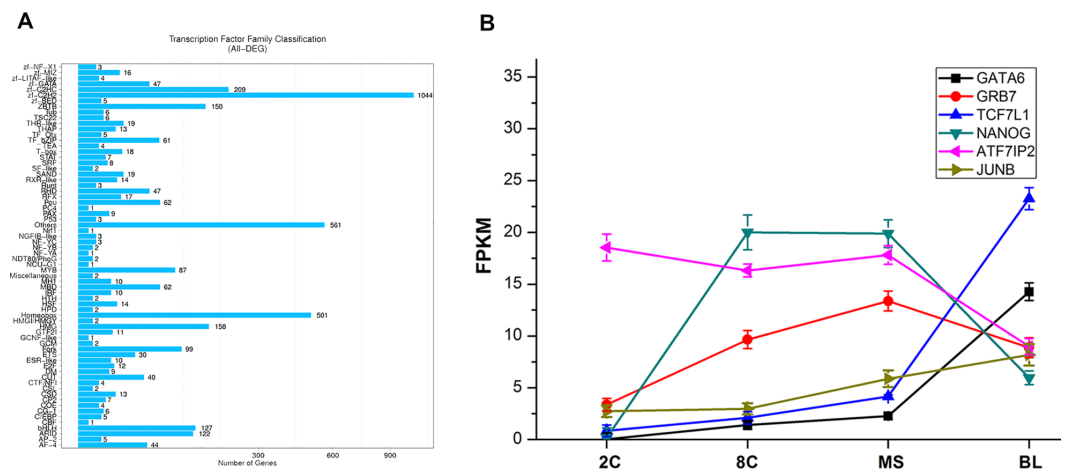 A
Transcription Factor Family Classification
(All-DEG)
zf-NF-X1 3
zf-MIZ 16
zf-LITAF-like 4
zf-GATA 47
zf-C2HC 209
zf-C2H2 1044
zf-BED 5
ZBTB 150
Tub 6
TSC22 6
THR-like 19
THAP 13
TF_Otx 5
TF_bZIP 61
TEA 4
T-box 18
STAT 7
SRF 8
SF-like 2
SAND 19
RXR-like 14
Runt 3
RHD 47
RFX 17
Pou 62
PC4 1
PAX 9
P53 3
Others 561
Nrf1 1
NGFIB-like 3
NF-YC 3
NF-YB 2
NF-YA 1
NDT80/PhoG 2
NCU-G1 1
MYB 87
Miscellaneous 2
MH1 10
MBD 62
IRF 10
HTH 2
HSF 14
HPD 2
Homeobox 501
HMGI/HMGY 2
HMG 158
GTF2I 11
GCNF-like 1
GCM 2
Fork 99
ETS 30
ESR-like 10
E2F 12
DM 9
CUT 40
CTF/NFI 4
CSL 2
CSD 13
CP2 7
COE 4
CG-1 6
C/EBP 5
CBF 1
bHLH 127
ARID 122
AP-2 5
AF-4 44
300 600 900
Number of Genes
B
FPKM
35
30
25
20
15
10
5
0
2C 8C MS BL
GATA6
GRB7
TCF7L1
NANOG
ATF7IP2
JUNB